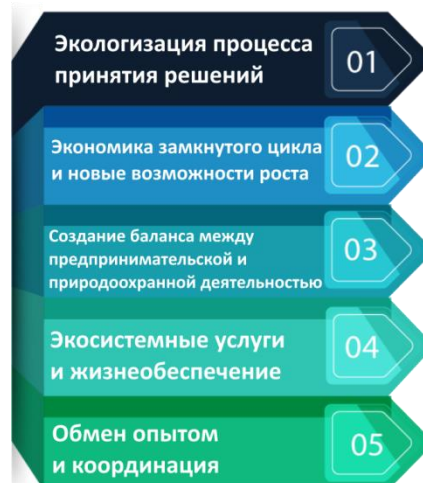 Экологизация процесса
принятия решений
01
Экономика замкнутого цикла
и новые возможности роста
02
Создание баланса между
предпринимательской и
природоохранной деятельностью
03
Экосистемные услуги
и жизнеобеспечение
04
Обмен опытом
и координация
05